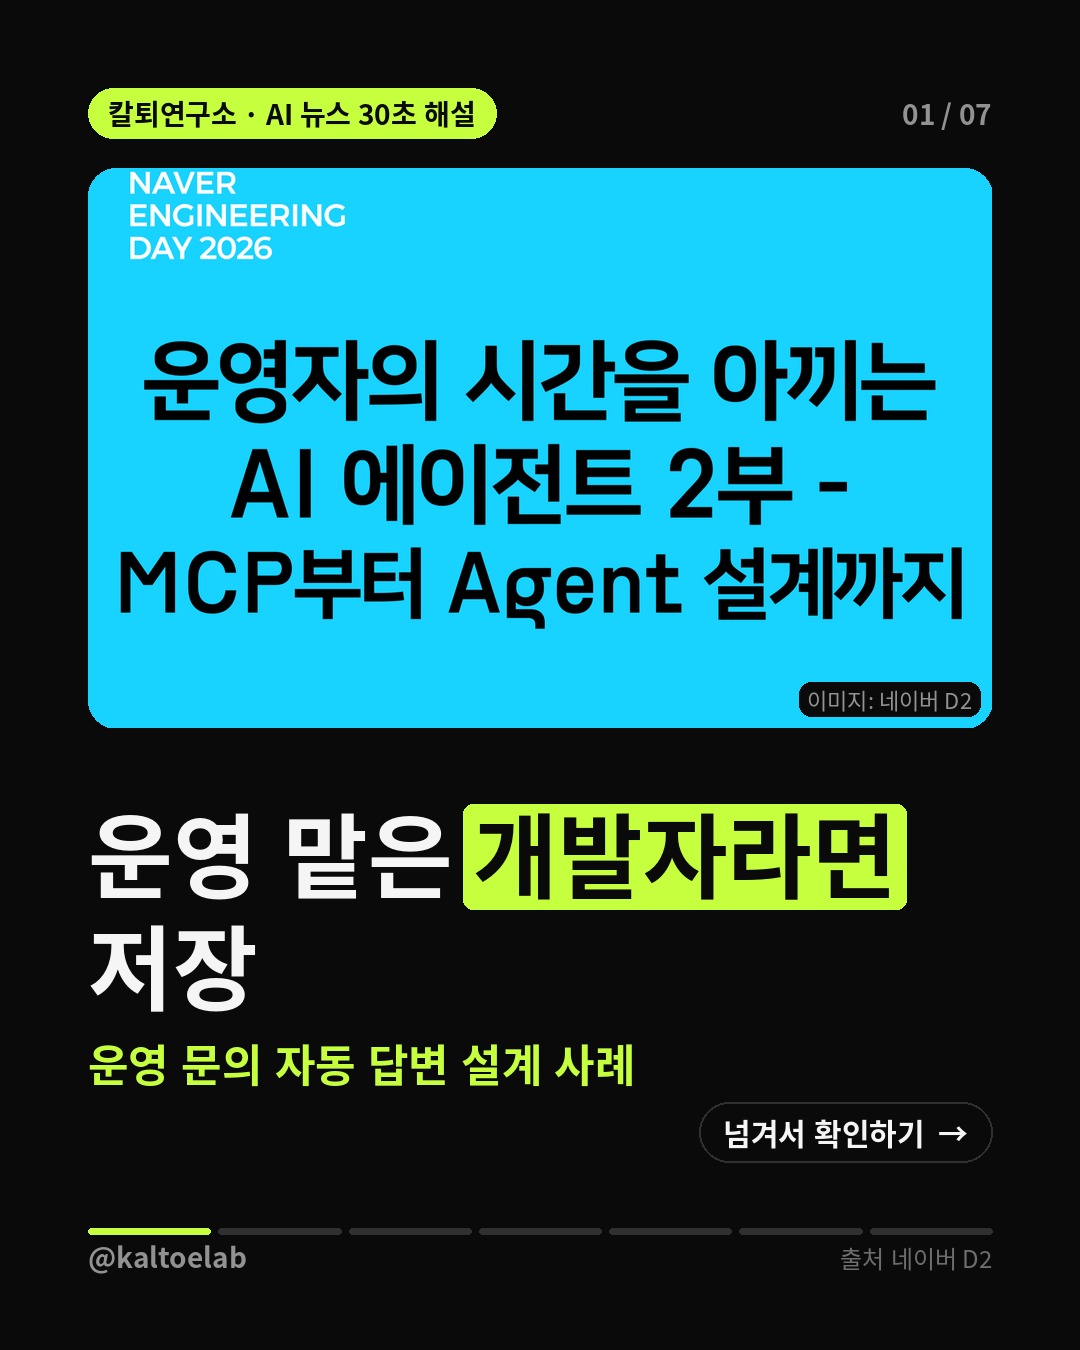 칼퇴연구소 · AI 뉴스 30초 해설
01 / 07
NAVER
ENGINEERING
DAY 2026
운영자의 시간을 아끼는
AI 에이전트 2부 -
MCP부터 Agent 설계까지
이미지: 네이버 D2
운영 맡은 개발자라면
저장
운영 문의 자동 답변 설계 사례
넘겨서 확인하기 →
@kaltoelab
출처 네이버 D2